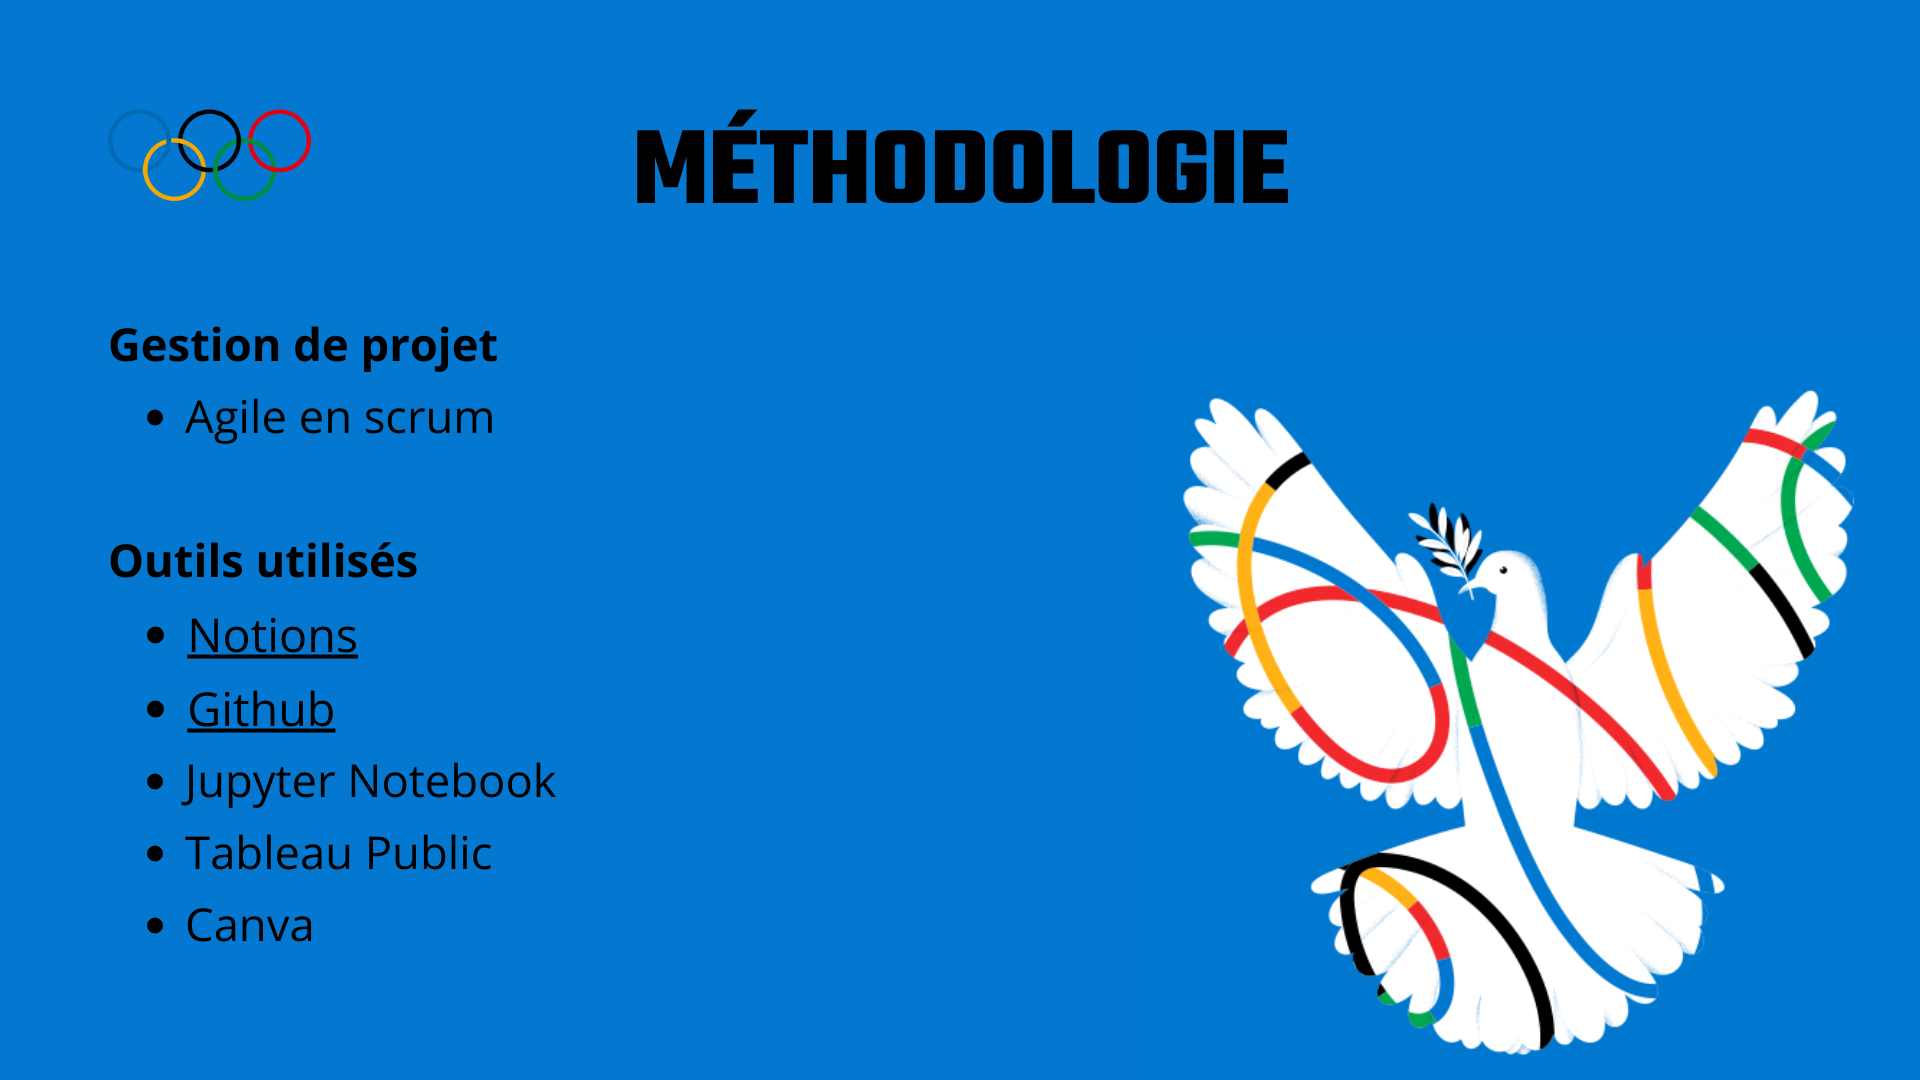 MÉTHODOLOGIE
Gestion de projet
Agile en scrum
Outils utilisés
Notions
Github
Jupyter Notebook
Tableau Public
Canva